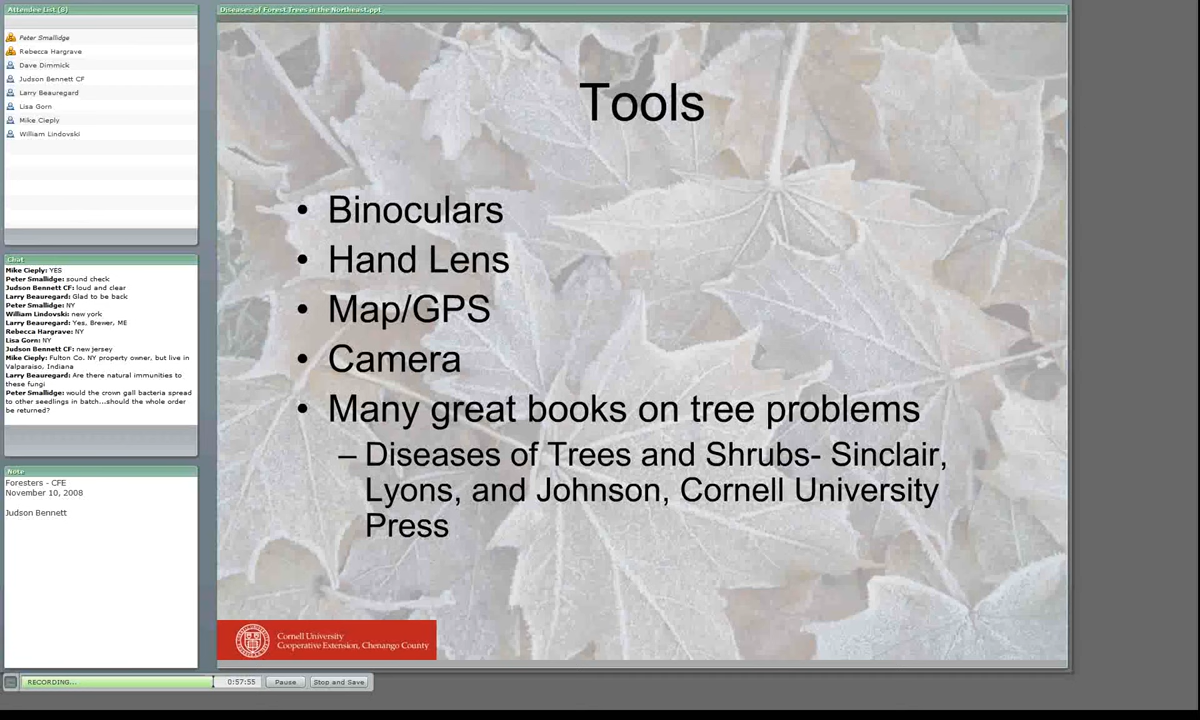 Attendee List (8)
Peter Smallidge
Rebecca Hargrave
Dave Dimmick
Judson Bennett CF
Larry Beauregard
Lisa Gorn
Mike Cieply
William Lindovski
Chat
Mike Cieply: YES
Peter Smallidge: sound check
Judson Bennett CF: loud and clear
Larry Beauregard: Glad to be back
Peter Smallidge: NY
William Lindovski: new york
Larry Beauregard: Yes, Brewer, ME
Rebecca Hargrave: NY
Lisa Gorn: NY
Judson Bennett CF: new jersey
Mike Cieply: Fulton Co. NY property owner, but live in
Valparaiso, Indiana
Larry Beauregard: Are there natural immunities to
these fungi
Peter Smallidge: would the crown gall bacteria spread
to other seedlings in batch...should the whole order
be returned?
Note
Foresters - CFE
November 10, 2008
Judson Bennett
Diseases of Forest Trees in the Northeast.ppt
Tools
• Binoculars
• Hand Lens
• Map/GPS
• Camera
• Many great books on tree problems
– Diseases of Trees and Shrubs- Sinclair,
Lyons, and Johnson, Cornell University
Press
Cornell University
Cooperative Extension, Chenango County
RECORDING... 0:57:55 Pause Stop and Save